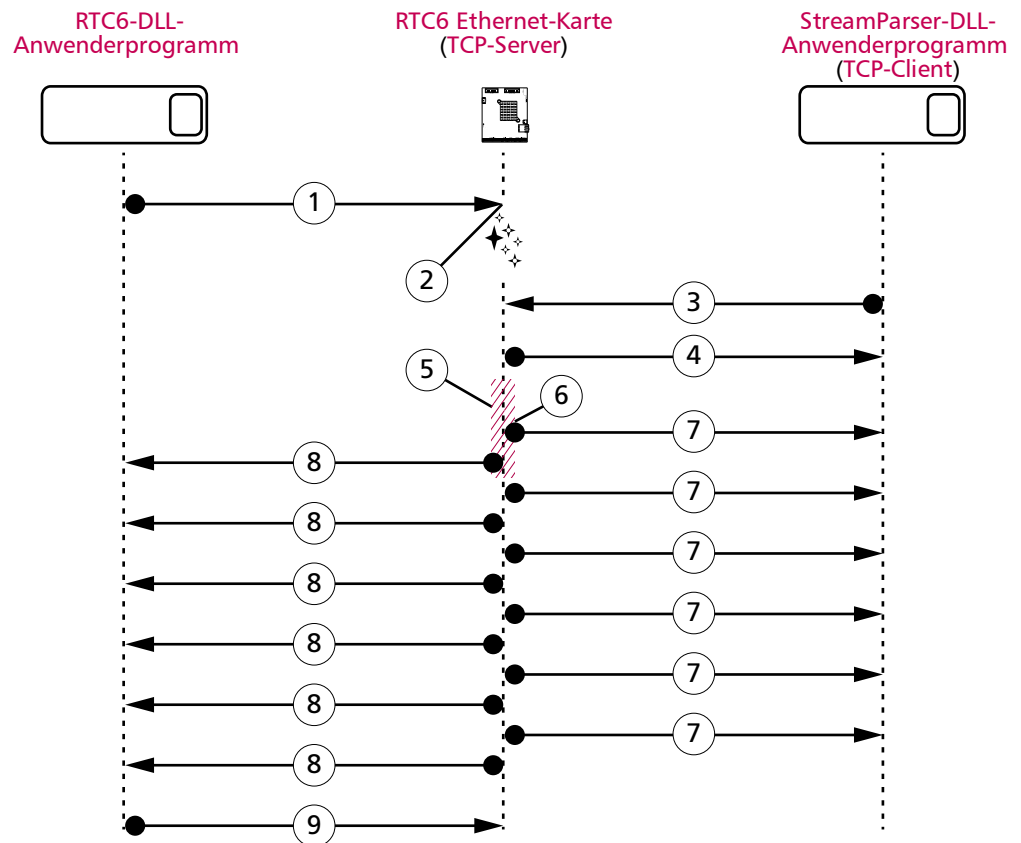 RTC6-DLL-
Anwenderprogramm
RTC6 Ethernet-Karte
(TCP-Server)
StreamParser-DLL-
Anwenderprogramm
(TCP-Client)
1
2
3
4
5
6
7
8
7
8
7
8
7
8
7
8
7
8
9